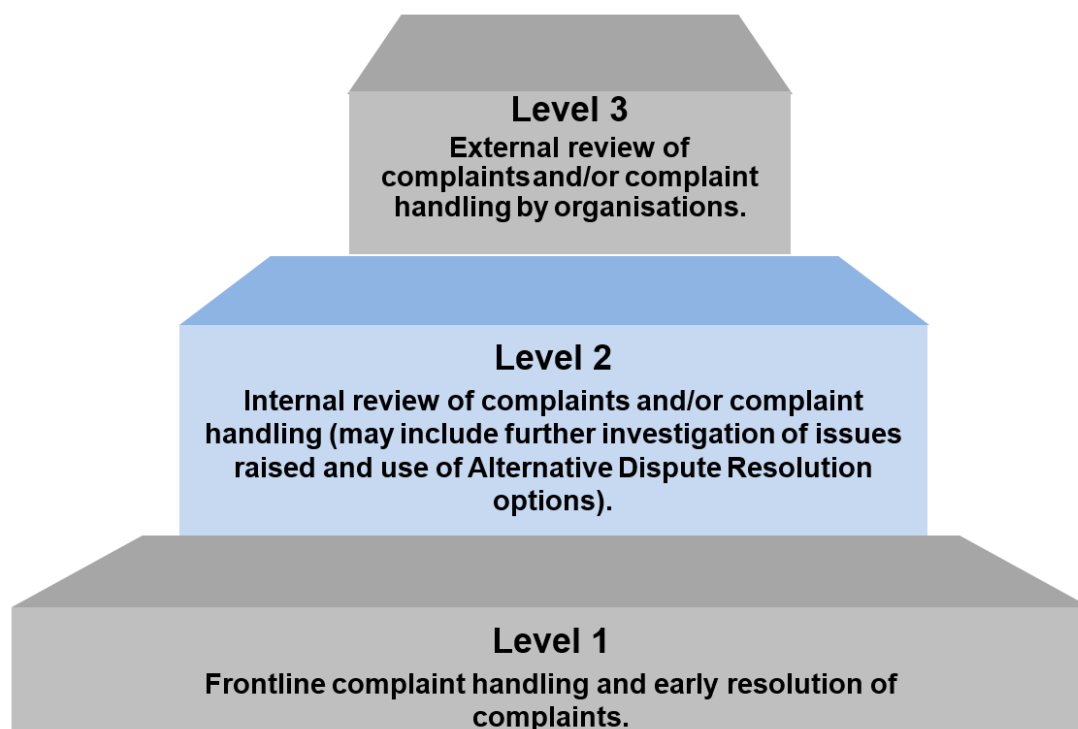 Level 3
External review of
complaints and/or complaint
handling by organisations.
Level 2
Internal review of complaints and/or complaint
handling (may include further investigation of issues
raised and use of Alternative Dispute Resolution
options).
Level 1
Frontline complaint handling and early resolution of
complaints.